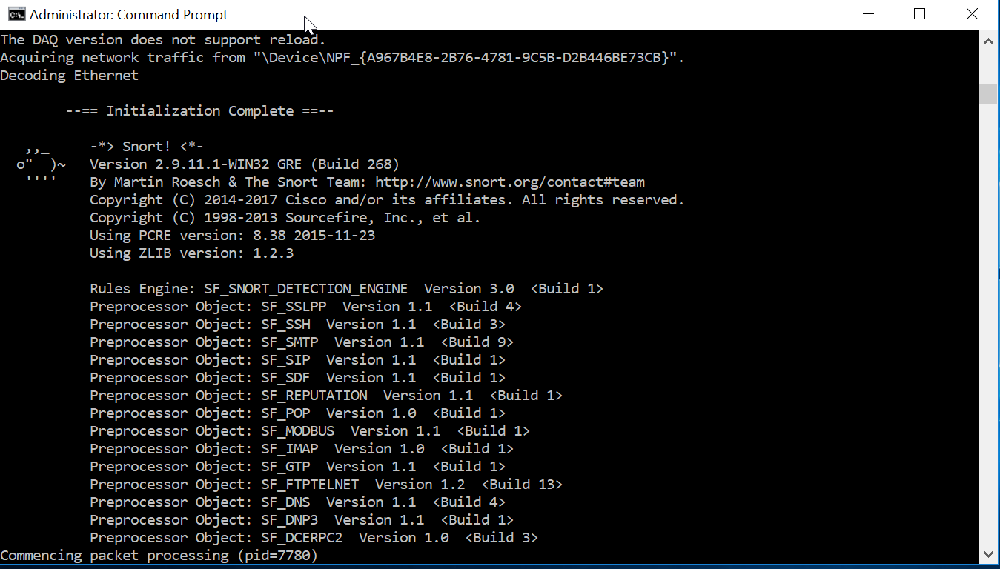 Administrator: Command Prompt
The DAQ version does not support reload.
Acquiring network traffic from "\Device\NPF_{A967B4E8-2B76-4781-9C5B-D2B446BE73CB}".
Decoding Ethernet
--== Initialization Complete ==--
,,_ -*> Snort! <*-
o" )~ Version 2.9.11.1-WIN32 GRE (Build 268)
'''' By Martin Roesch & The Snort Team: http://www.snort.org/contact#team
Copyright (C) 2014-2017 Cisco and/or its affiliates. All rights reserved.
Copyright (C) 1998-2013 Sourcefire, Inc., et al.
Using PCRE version: 8.38 2015-11-23
Using ZLIB version: 1.2.3
Rules Engine: SF_SNORT_DETECTION_ENGINE Version 3.0 <Build 1>
Preprocessor Object: SF_SSLPP Version 1.1 <Build 4>
Preprocessor Object: SF_SSH Version 1.1 <Build 3>
Preprocessor Object: SF_SMTP Version 1.1 <Build 9>
Preprocessor Object: SF_SIP Version 1.1 <Build 1>
Preprocessor Object: SF_SDF Version 1.1 <Build 1>
Preprocessor Object: SF_REPUTATION Version 1.1 <Build 1>
Preprocessor Object: SF_POP Version 1.0 <Build 1>
Preprocessor Object: SF_MODBUS Version 1.1 <Build 1>
Preprocessor Object: SF_IMAP Version 1.0 <Build 1>
Preprocessor Object: SF_GTP Version 1.1 <Build 1>
Preprocessor Object: SF_FTPTELNET Version 1.2 <Build 13>
Preprocessor Object: SF_DNS Version 1.1 <Build 4>
Preprocessor Object: SF_DNP3 Version 1.1 <Build 1>
Preprocessor Object: SF_DCERPC2 Version 1.0 <Build 3>
Commencing packet processing (pid=7780)